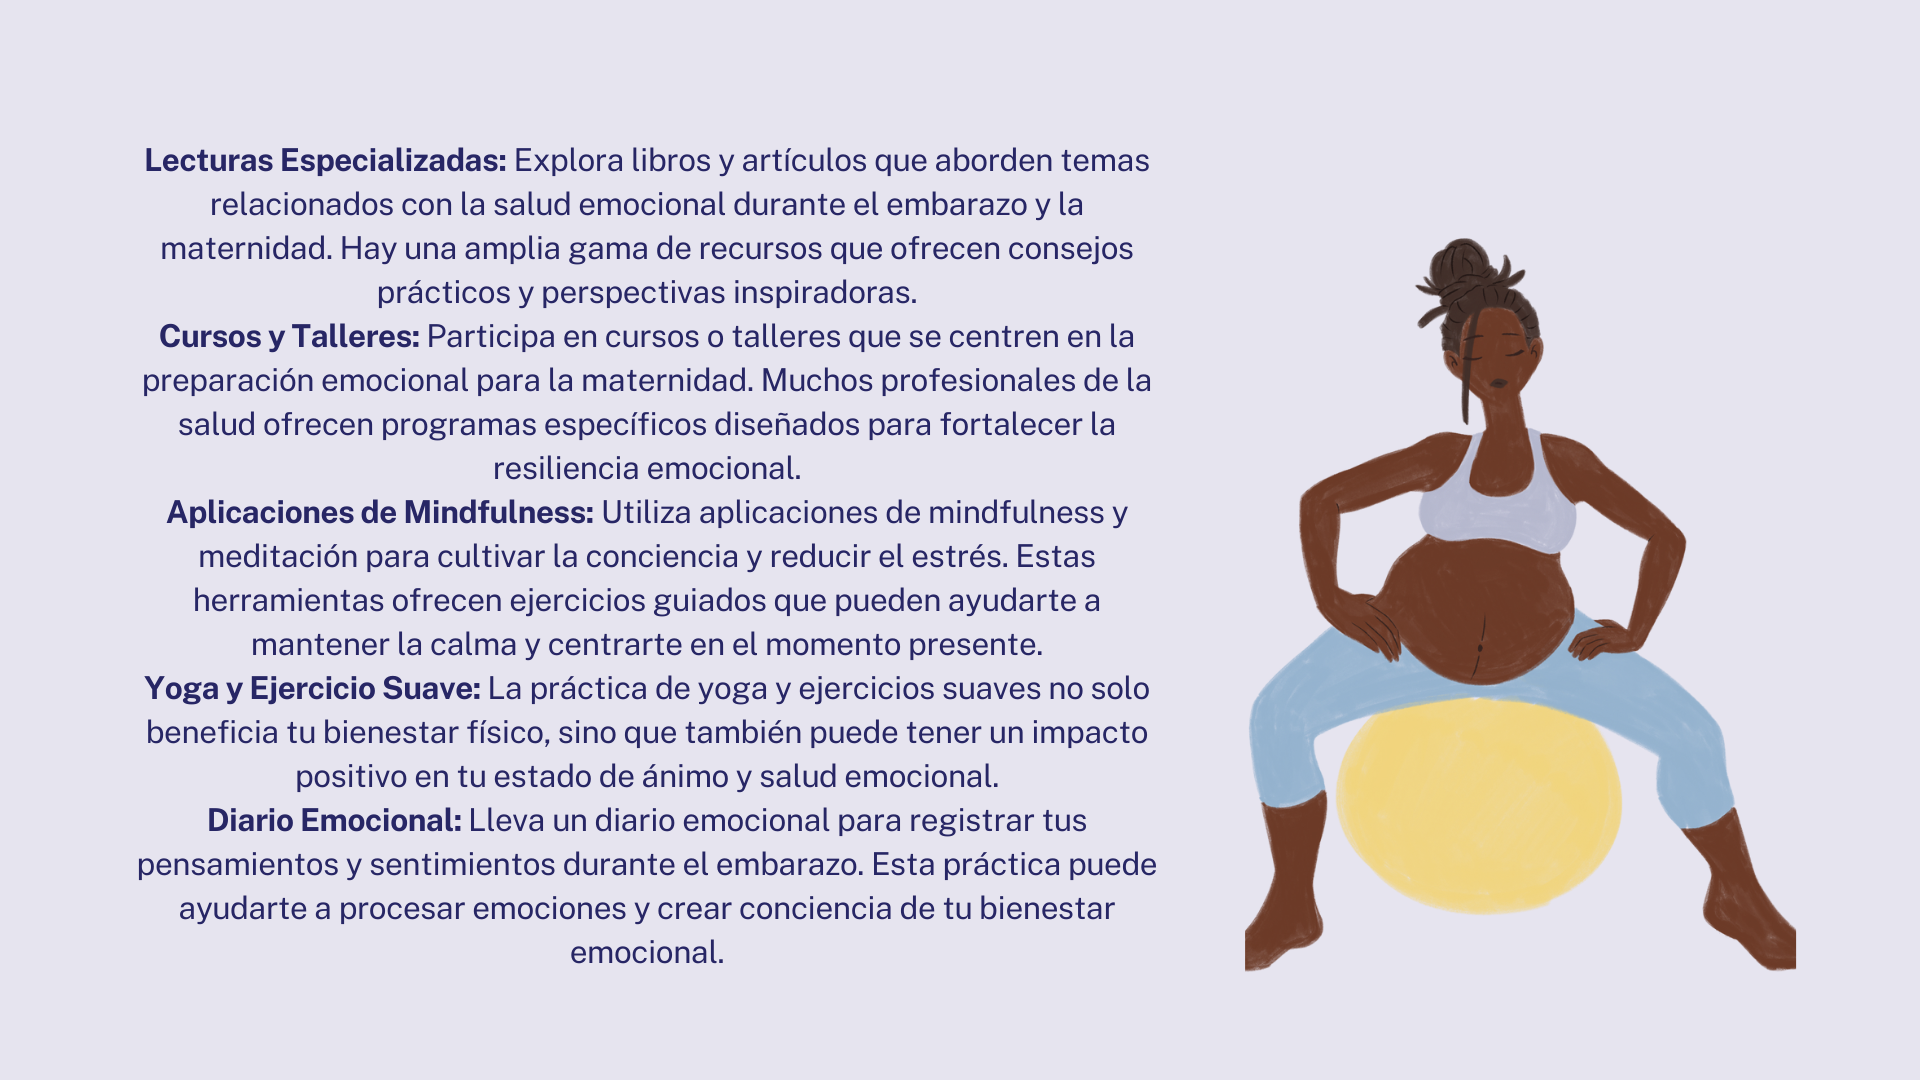 Lecturas Especializadas: Explora libros y artículos que aborden temas
relacionados con la salud emocional durante el embarazo y la
maternidad. Hay una amplia gama de recursos que ofrecen consejos
prácticos y perspectivas inspiradoras.
Cursos y Talleres: Participa en cursos o talleres que se centren en la
preparación emocional para la maternidad. Muchos profesionales de la
salud ofrecen programas específicos diseñados para fortalecer la
resiliencia emocional.
Aplicaciones de Mindfulness: Utiliza aplicaciones de mindfulness y
meditación para cultivar la conciencia y reducir el estrés. Estas
herramientas ofrecen ejercicios guiados que pueden ayudarte a
mantener la calma y centrarte en el momento presente.
Yoga y Ejercicio Suave: La práctica de yoga y ejercicios suaves no solo
beneficia tu bienestar físico, sino que también puede tener un impacto
positivo en tu estado de ánimo y salud emocional.
Diario Emocional: Lleva un diario emocional para registrar tus
pensamientos y sentimientos durante el embarazo. Esta práctica puede
ayudarte a procesar emociones y crear conciencia de tu bienestar
emocional.